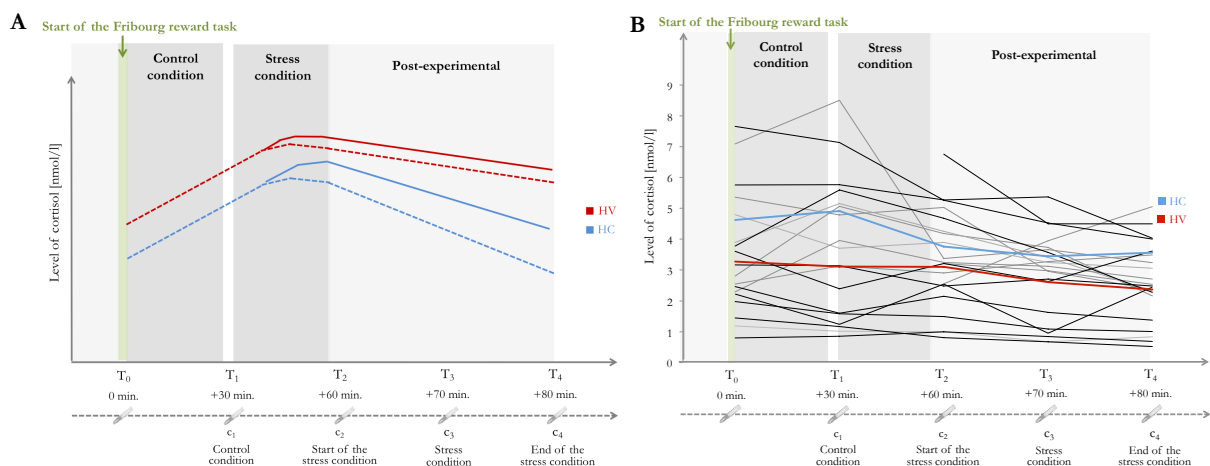 A
Start of the Fribourg reward task
Control
condition
Stress
condition
Post-experimental
Level of cortisol [nmol/l]
HV
HC
T0
T1
T2
T3
T4
0 min.
+30 min.
+60 min.
+70 min.
+80 min.
c1
c2
c3
c4
Control
condition
Start of the
stress condition
Stress
condition
End of the
stress condition
B
Start of the Fribourg reward task
Control
condition
Stress
condition
Post-experimental
Level of cortisol [nmol/l]
9
8
7
6
5
4
3
2
1
0
HC
HV
T0
T1
T2
T3
T4
0 min.
+30 min.
+60 min.
+70 min.
+80 min.
c1
c2
c3
c4
Control
condition
Start of the
stress condition
Stress
condition
End of the
stress condition